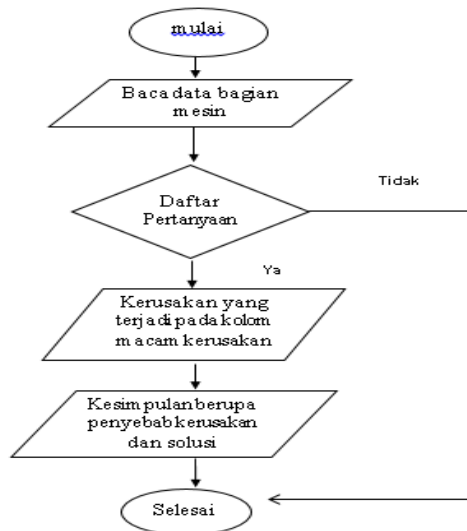 mulai
Baca data bagian
mesin
Daftar
Pertanyaan
Tidak
Ya
Kerusakan yang
terjadi pada kolom
macam kerusakan
Kesimpulan berupa
penyebab kerusakan
dan solusi
Selesai